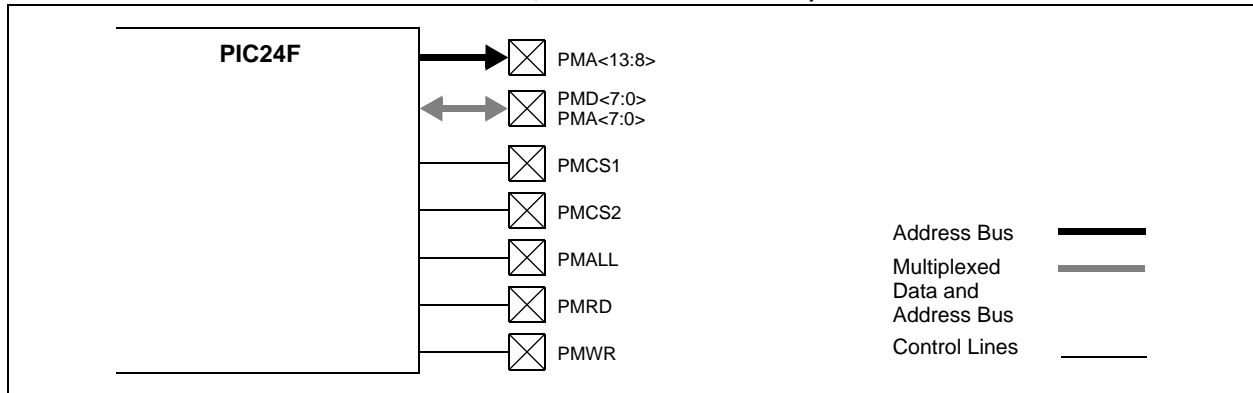 PIC24F
PMA<13:8>
PMD<7:0>
PMA<7:0>
PMCS1
PMCS2
PMALL
PMRD
PMWR
Address Bus
Multiplexed
Data and
Address Bus
Control Lines